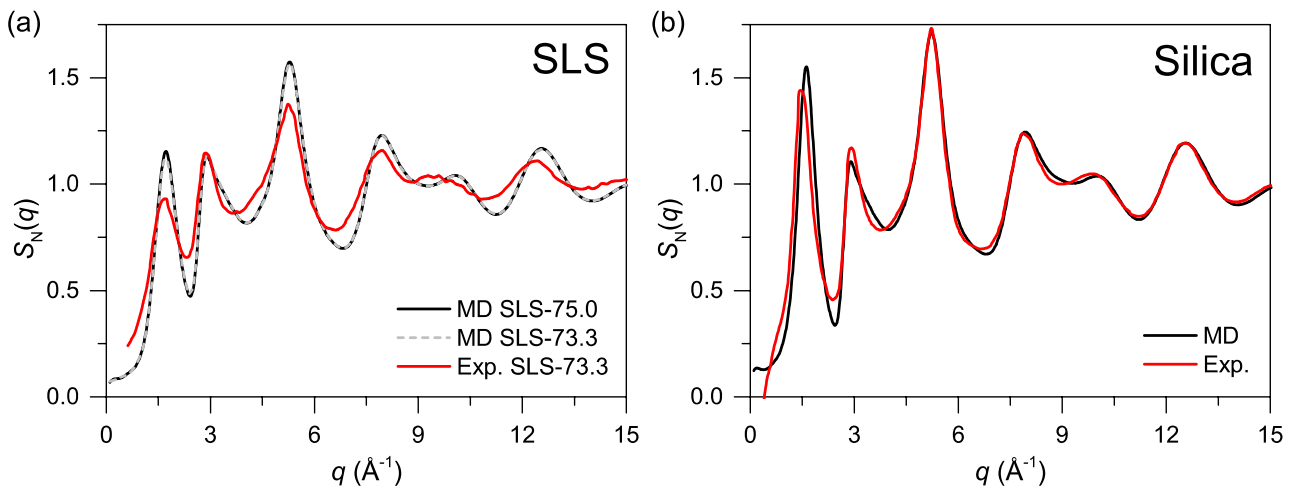 (a)
SLS
1.5
1.0
0.5
0.0
S_N(q)
MD SLS-75.0
MD SLS-73.3
Exp. SLS-73.3
0 3 6 9 12 15
q (Å⁻¹)
(b)
Silica
1.5
1.0
0.5
0.0
S_N(q)
MD
Exp.
0 3 6 9 12 15
q (Å⁻¹)